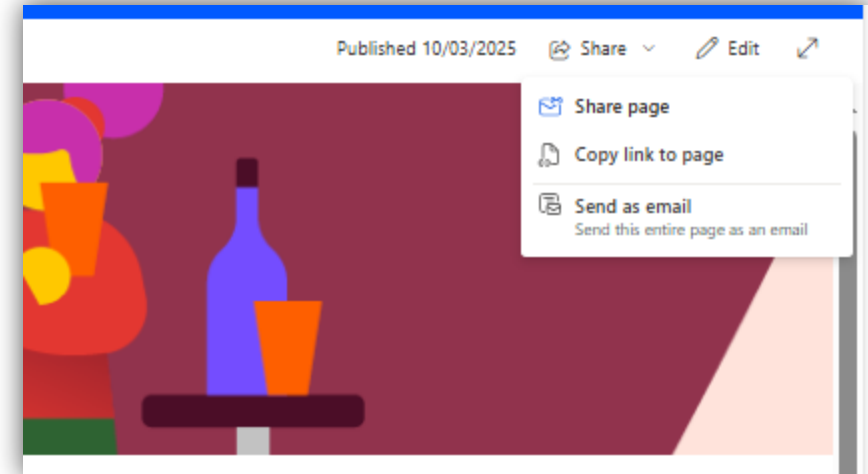 Published 10/03/2025 Share Edit
Share page
Copy link to page
Send as email
Send this entire page as an email